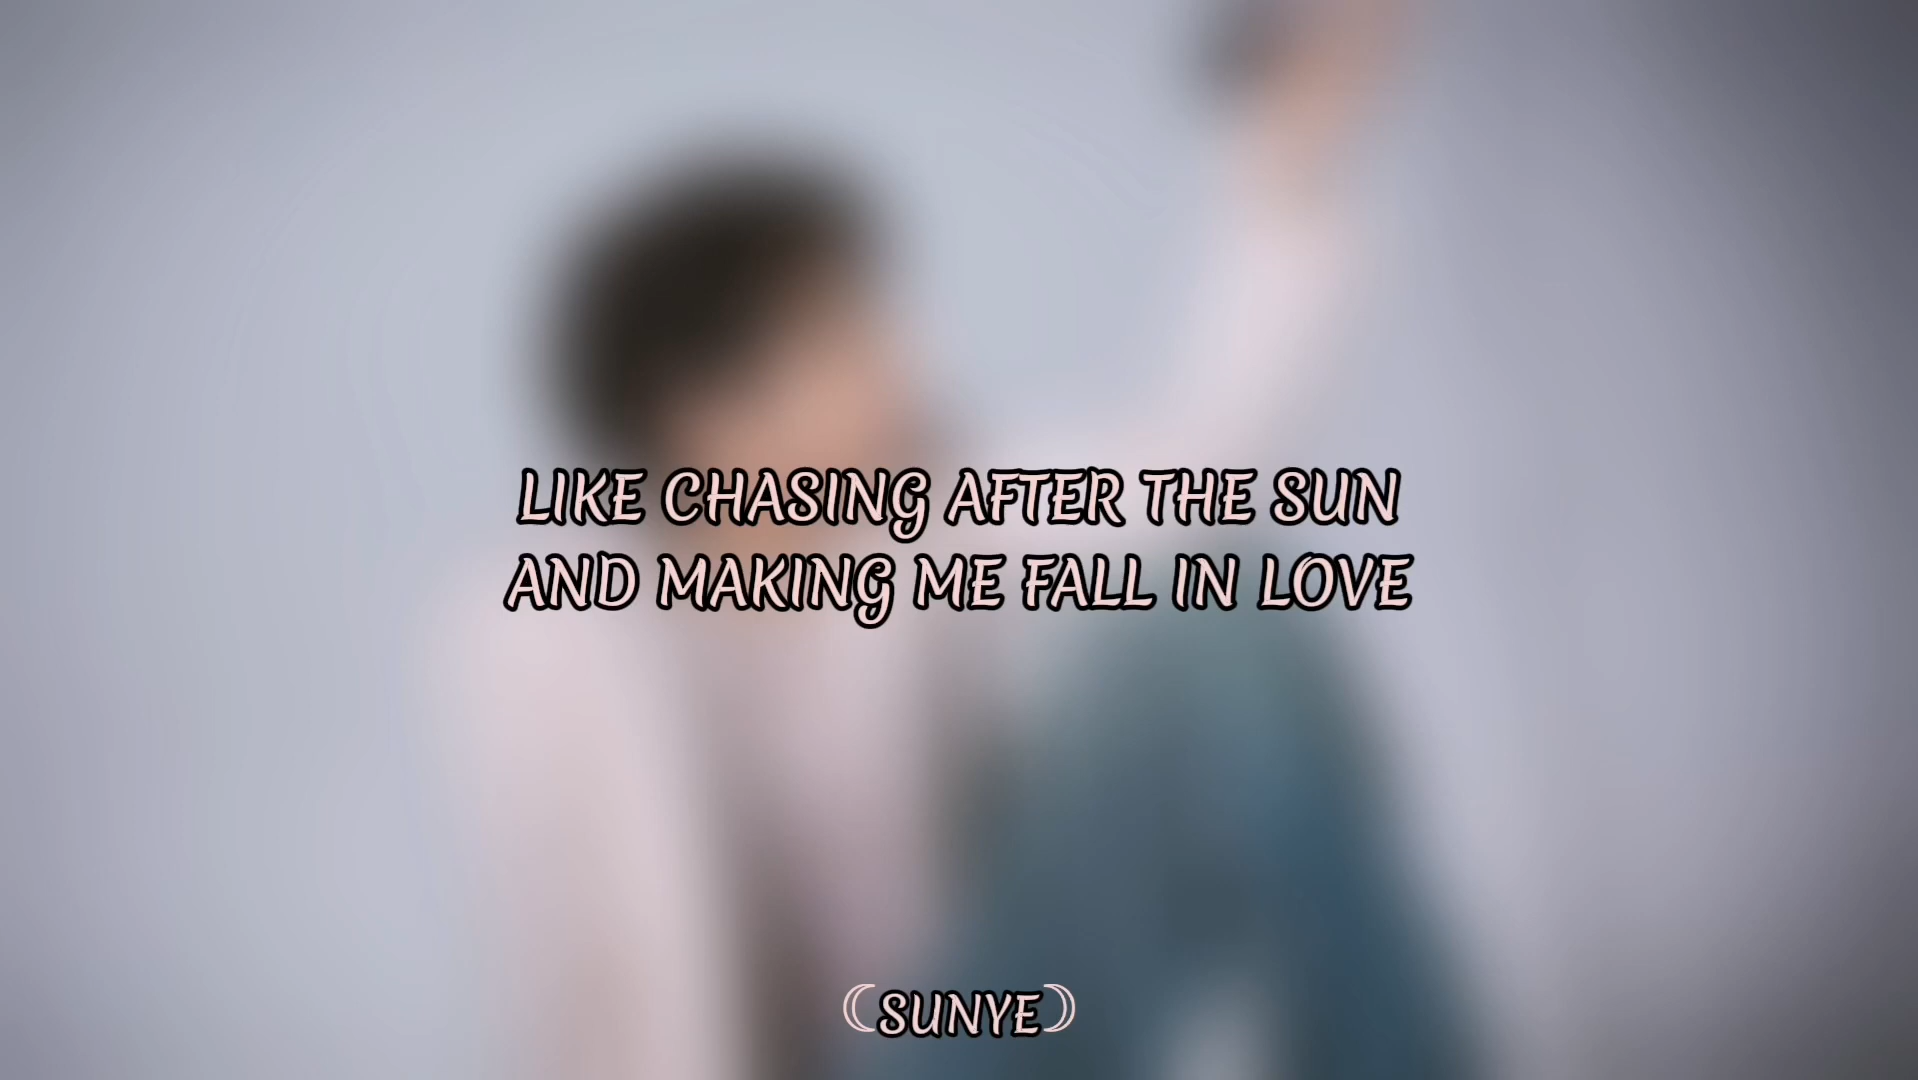 LIKE CHASING AFTER THE SUN
AND MAKING ME FALL IN LOVE
☾SUNYE☽